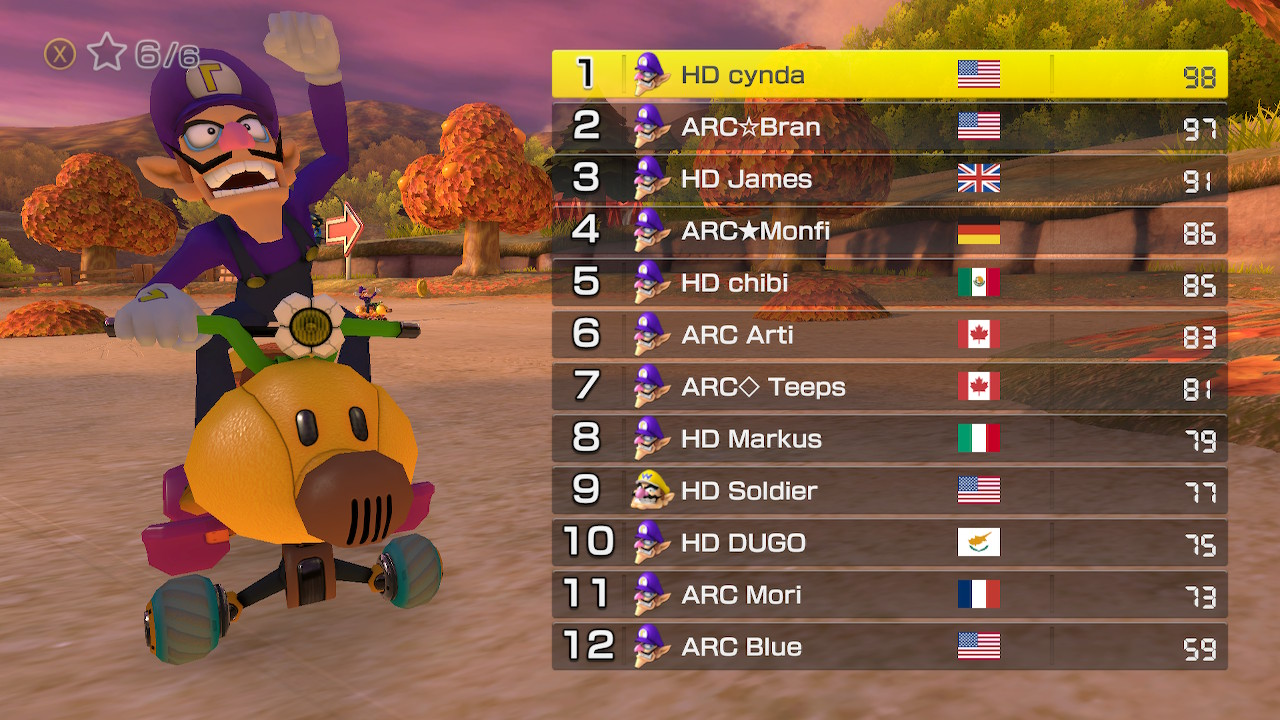 X ☆ 6/6
1 HD cynda 98
2 ARC☆Bran 97
3 HD James 91
4 ARC★Monfi 86
5 HD chibi 85
6 ARC Arti 83
7 ARC◇ Teeps 81
8 HD Markus 79
9 HD Soldier 77
10 HD DUGO 75
11 ARC Mori 73
12 ARC Blue 59